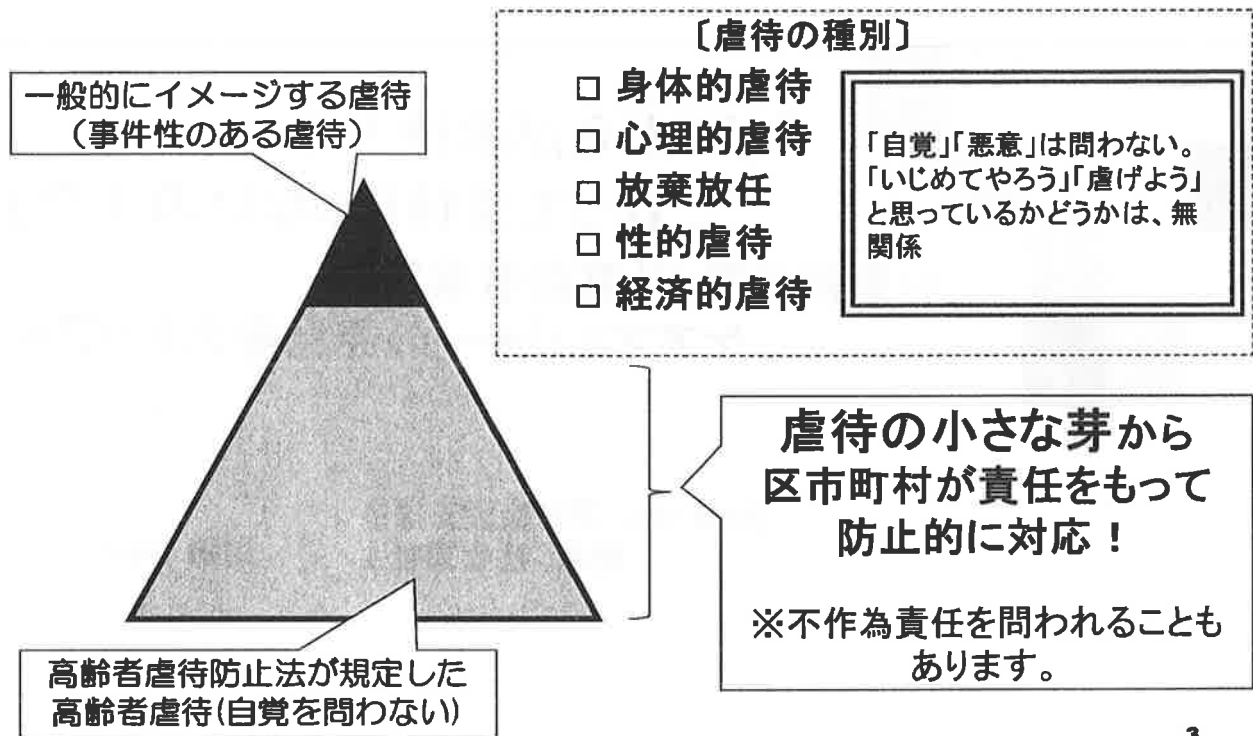 〔虐待の種別〕
□ 身体的虐待
□ 心理的虐待
□ 放棄放任
□ 性的虐待
□ 経済的虐待
「自覚」「悪意」は問わない。
「いじめてやろう」「虐げよう」
と思っているかどうかは、無
関係
一般的にイメージする虐待
（事件性のある虐待）
虐待の小さな芽から
区市町村が責任をもって
防止的に対応！
※不作為責任を問われることも
あります。
高齢者虐待防止法が規定した
高齢者虐待(自覚を問わない)
3